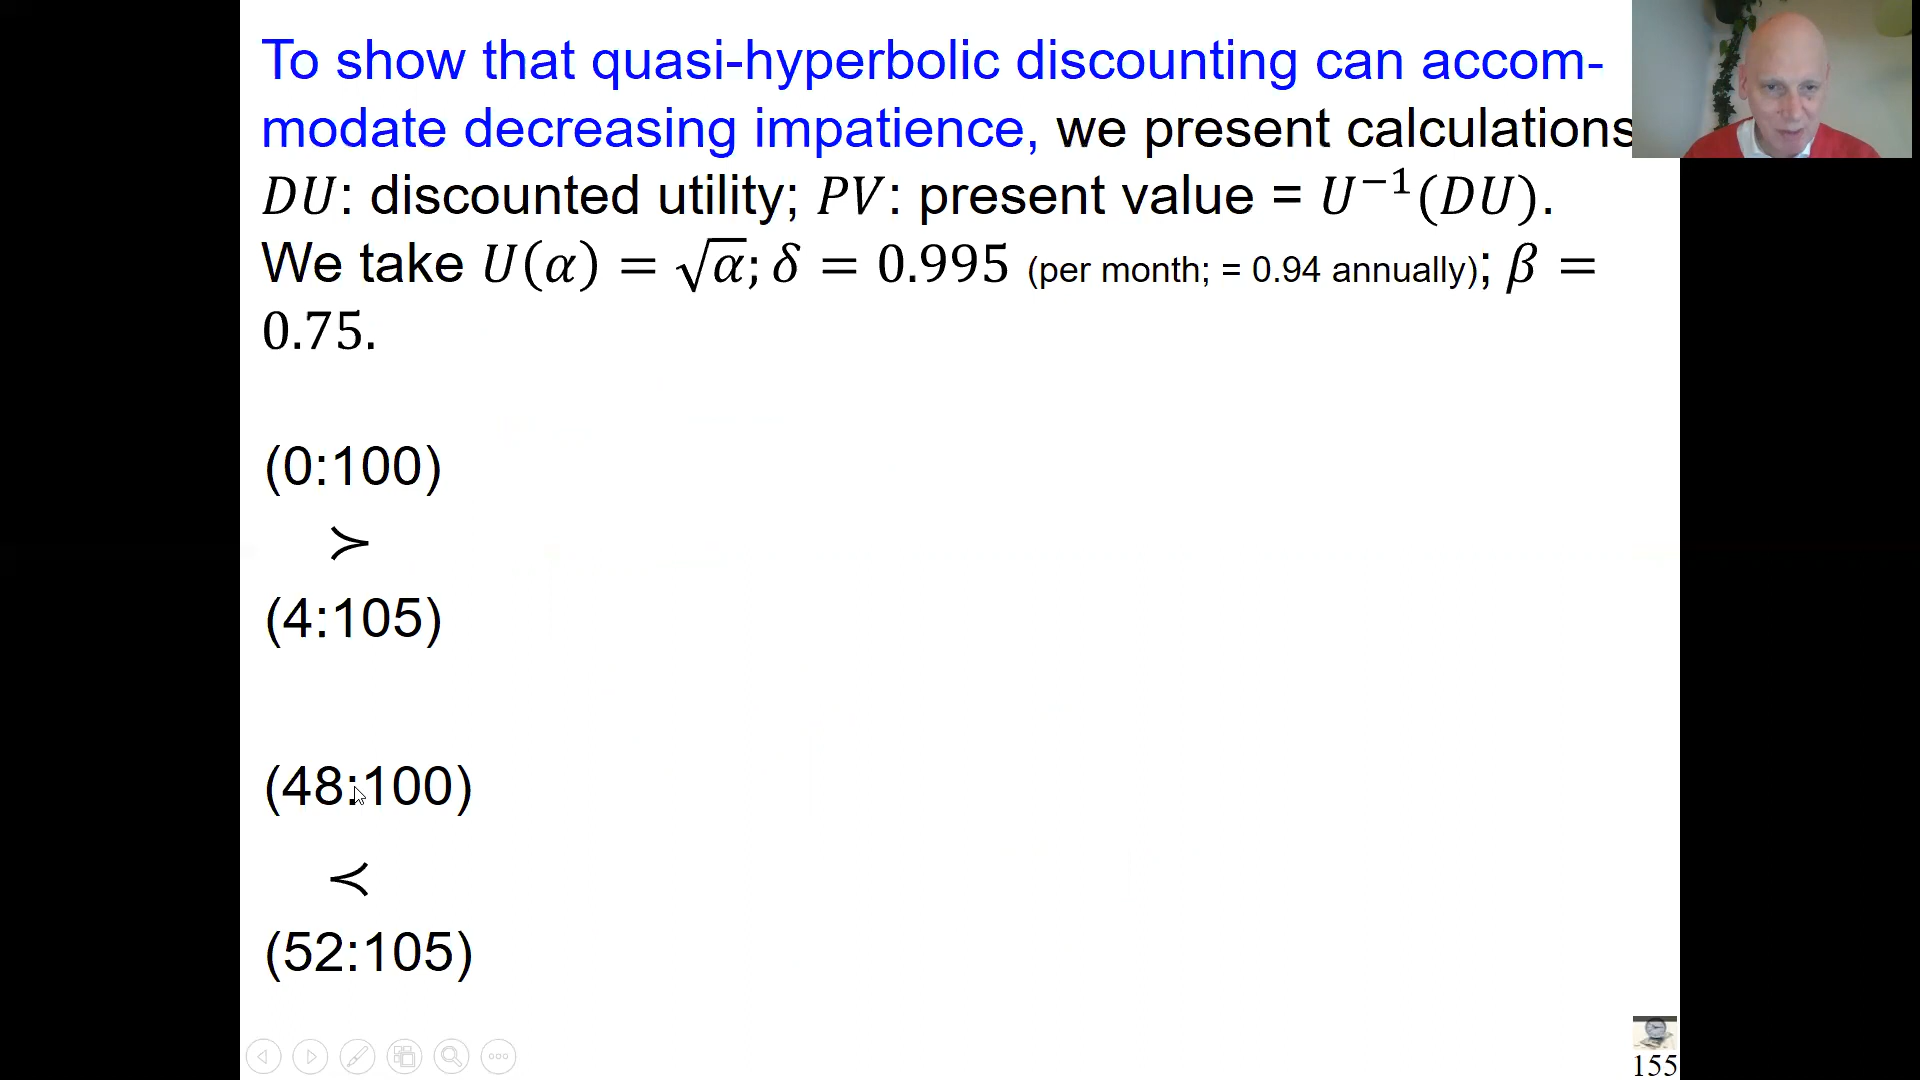 To show that quasi-hyperbolic discounting can accom-
modate decreasing impatience, we present calculations
DU: discounted utility; PV: present value = U⁻¹(DU).
We take U(α) = √α; δ = 0.995 (per month; = 0.94 annually); β =
0.75.
(0:100)
≻
(4:105)
(48:100)
≺
(52:105)
155